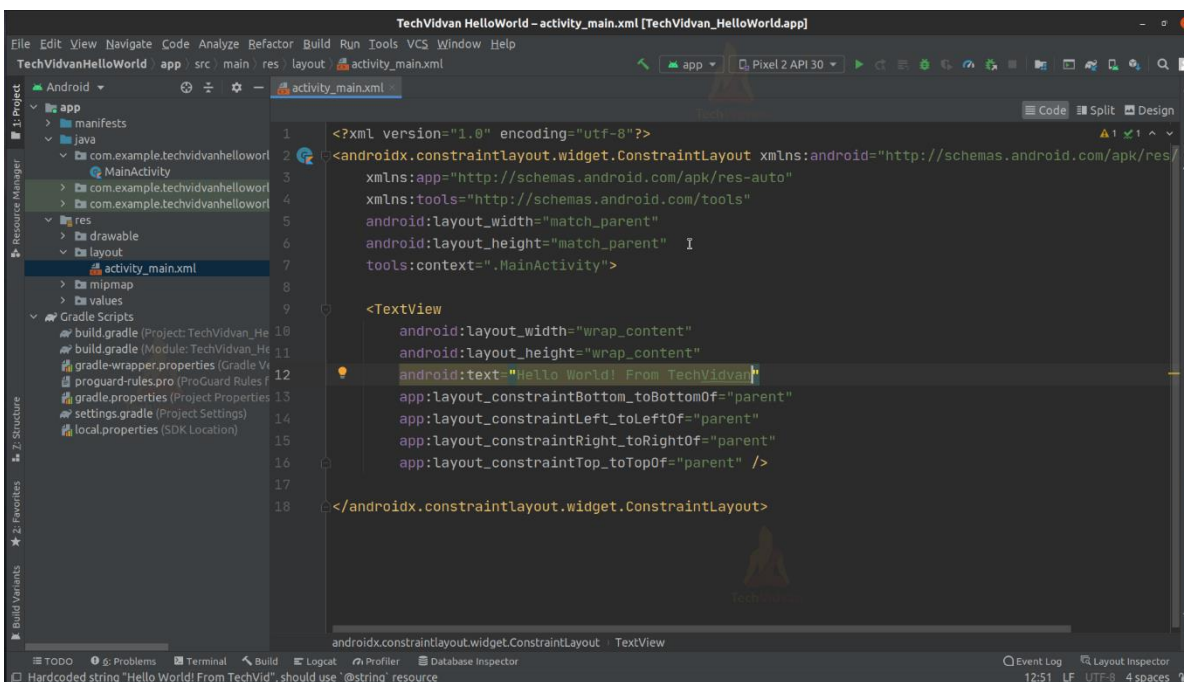 TechVidvan HelloWorld – activity_main.xml [TechVidvan_HelloWorld.app]
File Edit View Navigate Code Analyze Refactor Build Run Tools VCS Window Help
TechVidvanHelloWorld app src main res layout activity_main.xml
app Pixel 2 API 30
1: Project
Resource Manager
Z: Structure
2: Favorites
Build Variants
Android
app
manifests
java
com.example.techvidvanhelloworl
MainActivity
com.example.techvidvanhelloworl
com.example.techvidvanhelloworl
res
drawable
layout
activity_main.xml
mipmap
values
Gradle Scripts
build.gradle (Project: TechVidvan_He
build.gradle (Module: TechVidvan_He
gradle-wrapper.properties (Gradle Ve
proguard-rules.pro (ProGuard Rules f
gradle.properties (Project Properties
settings.gradle (Project Settings)
local.properties (SDK Location)
activity_main.xml
Code Split Design
1 1
1 <?xml version="1.0" encoding="utf-8"?>
2 <androidx.constraintlayout.widget.ConstraintLayout xmlns:android="http://schemas.android.com/apk/res/
3 xmlns:app="http://schemas.android.com/apk/res-auto"
4 xmlns:tools="http://schemas.android.com/tools"
5 android:layout_width="match_parent"
6 android:layout_height="match_parent"
7 tools:context=".MainActivity">
8
9 <TextView
10 android:layout_width="wrap_content"
11 android:layout_height="wrap_content"
12 android:text="Hello World! From TechVidvan"
13 app:layout_constraintBottom_toBottomOf="parent"
14 app:layout_constraintLeft_toLeftOf="parent"
15 app:layout_constraintRight_toRightOf="parent"
16 app:layout_constraintTop_toTopOf="parent" />
17
18 </androidx.constraintlayout.widget.ConstraintLayout>
androidx.constraintlayout.widget.ConstraintLayout TextView
TODO 6: Problems Terminal Build Logcat Profiler Database Inspector Event Log Layout Inspector
Hardcoded string "Hello World! From TechVid", should use `@string` resource 12:51 LF UTF-8 4 spaces